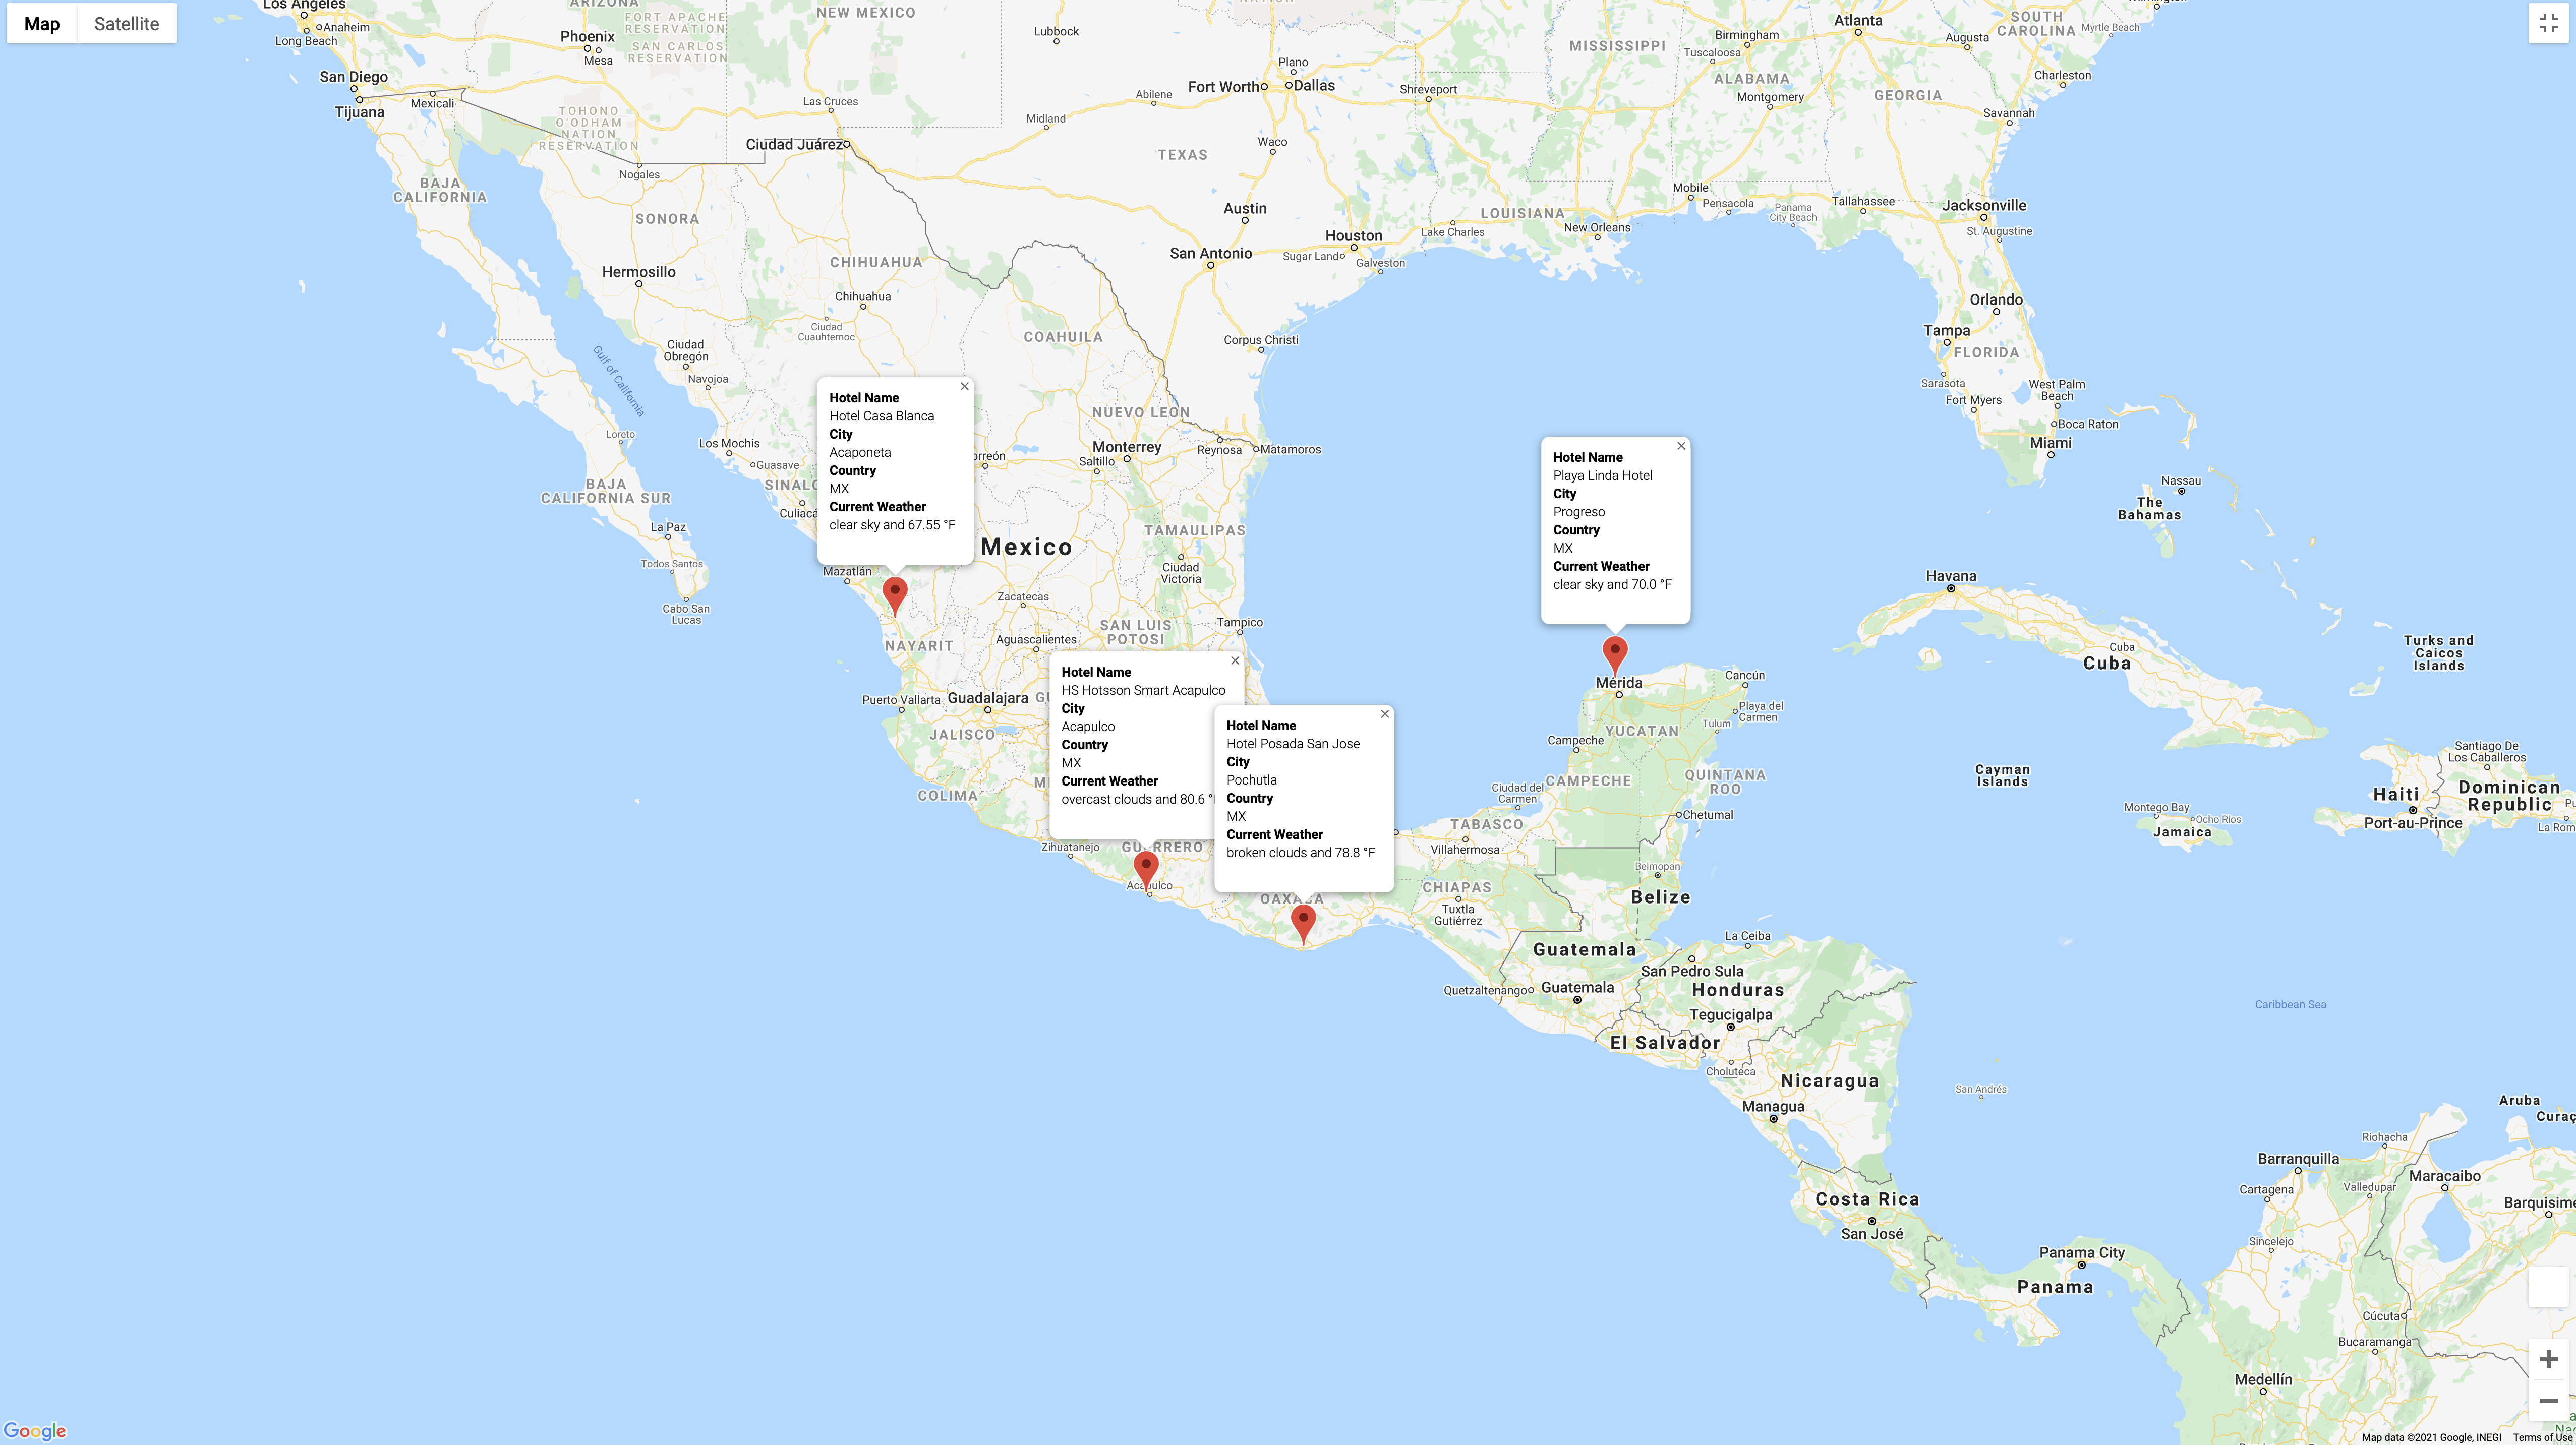 Map
Satellite
Los Angeles
Anaheim
Long Beach
San Diego
Tijuana
Mexicali
ARIZONA
FORT APACHE
RESERVATION
SAN CARLOS
RESERVATION
Phoenix
Mesa
TOHONO
O'ODHAM
NATION
RESERVATION
NEW MEXICO
Las Cruces
Ciudad Juárez
Nogales
Lubbock
Abilene
Midland
Plano
Fort Worth
Dallas
Waco
TEXAS
Austin
San Antonio
Houston
Sugar Land
Galveston
Corpus Christi
Shreveport
LOUISIANA
Lake Charles
New Orleans
MISSISSIPPI
Birmingham
Tuscaloosa
ALABAMA
Montgomery
Mobile
Pensacola
Panama
City Beach
Tallahassee
Atlanta
Augusta
GEORGIA
SOUTH
CAROLINA
Myrtle Beach
Charleston
Savannah
Jacksonville
St. Augustine
Orlando
Tampa
FLORIDA
Sarasota
Fort Myers
West Palm
Beach
Boca Raton
Miami
Nassau
The
Bahamas
BAJA
CALIFORNIA
SONORA
Hermosillo
CHIHUAHUA
Chihuahua
Ciudad
Cuauhtemoc
COAHUILA
Ciudad
Obregón
Navojoa
Gulf of California
Loreto
Los Mochis
Guasave
BAJA
CALIFORNIA SUR
La Paz
Todos Santos
Cabo San
Lucas
NUEVO LEON
Monterrey
Saltillo
Reynosa
Matamoros
TAMAULIPAS
Ciudad
Victoria
Mexico
Mazatlán
Zacatecas
SAN LUIS
POTOSI
Tampico
Aguascalientes
NAYARIT
Puerto Vallarta
Guadalajara
JALISCO
COLIMA
Zihuatanejo
GUERRERO
Acapulco
OAXACA
Hotel Name
Hotel Casa Blanca
City
Acaponeta
Country
MX
Current Weather
clear sky and 67.55 °F
Hotel Name
HS Hotsson Smart Acapulco
City
Acapulco
Country
MX
Current Weather
overcast clouds and 80.6 °
Hotel Name
Hotel Posada San Jose
City
Pochutla
Country
MX
Current Weather
broken clouds and 78.8 °F
Hotel Name
Playa Linda Hotel
City
Progreso
Country
MX
Current Weather
clear sky and 70.0 °F
Mérida
Cancún
Playa del
Carmen
Tulum
YUCATAN
Campeche
CAMPECHE
QUINTANA
ROO
Ciudad del
Carmen
Chetumal
TABASCO
Villahermosa
CHIAPAS
Tuxtla
Gutiérrez
Belmopan
Belize
Guatemala
Quetzaltenango
Guatemala
La Ceiba
San Pedro Sula
Honduras
Tegucigalpa
El Salvador
Choluteca
Nicaragua
Managua
San Andrés
Costa Rica
San José
Panama City
Panama
Havana
Cuba
Cuba
Turks and
Caicos
Islands
Cayman
Islands
Santiago De
Los Caballeros
Haiti
Dominican
Republic
Port-au-Prince
Montego Bay
Ocho Rios
Jamaica
Caribbean Sea
Aruba
Riohacha
Barranquilla
Maracaibo
Cartagena
Valledupar
Sincelejo
Cúcuta
Bucaramanga
Medellín
Google
Map data ©2021 Google, INEGI
Terms of Use